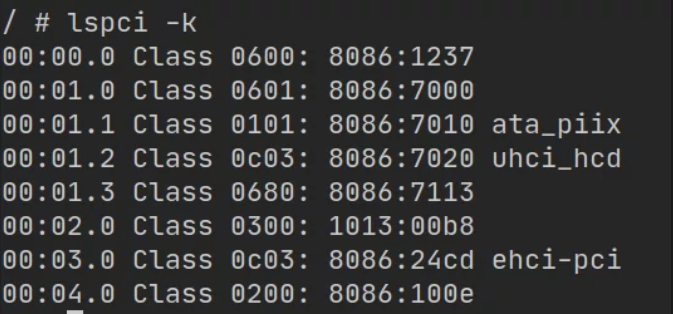 / # lspci -k
00:00.0 Class 0600: 8086:1237
00:01.0 Class 0601: 8086:7000
00:01.1 Class 0101: 8086:7010 ata_piix
00:01.2 Class 0c03: 8086:7020 uhci_hcd
00:01.3 Class 0680: 8086:7113
00:02.0 Class 0300: 1013:00b8
00:03.0 Class 0c03: 8086:24cd ehci-pci
00:04.0 Class 0200: 8086:100e